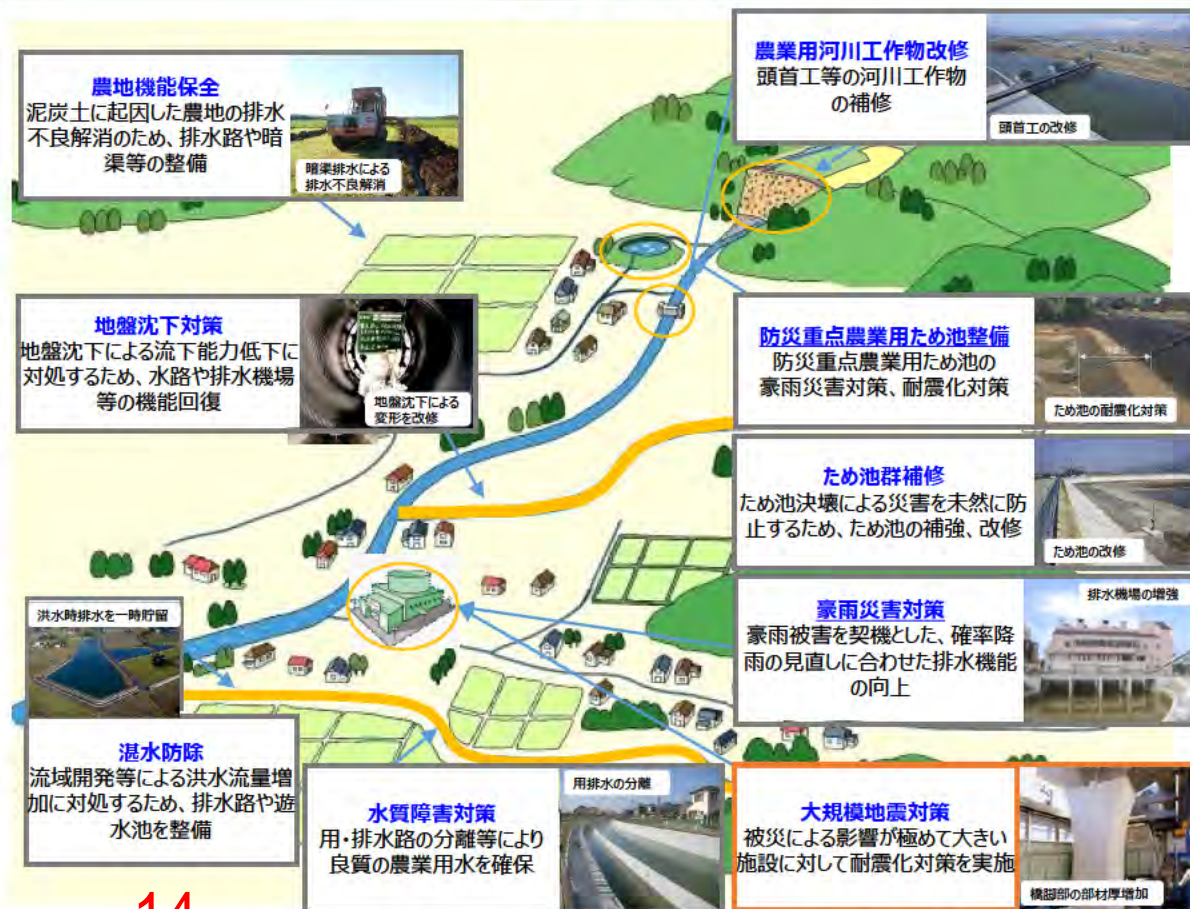 農地機能保全
泥炭土に起因した農地の排水
不良解消のため、排水路や暗
渠等の整備
暗渠排水による
排水不良解消
農業用河川工作物改修
頭首工等の河川工作物
の補修
頭首工の改修
地盤沈下対策
地盤沈下による流下能力低下に
対処するため、水路や排水機場
等の機能回復
地盤沈下による
変形を改修
防災重点農業用ため池整備
防災重点農業用ため池の
豪雨災害対策、耐震化対策
ため池の耐震化対策
ため池群補修
ため池決壊による災害を未然に防
止するため、ため池の補強、改修
ため池の改修
豪雨災害対策
豪雨被害を契機とした、確率降
雨の見直しに合わせた排水機能
の向上
排水機場の増強
洪水時排水を一時貯留
湛水防除
流域開発等による洪水流量増
加に対処するため、排水路や遊
水池を整備
水質障害対策
用・排水路の分離等により
良質の農業用水を確保
用排水の分離
大規模地震対策
被災による影響が極めて大きい
施設に対して耐震化対策を実施
橋脚部の部材厚増加
14